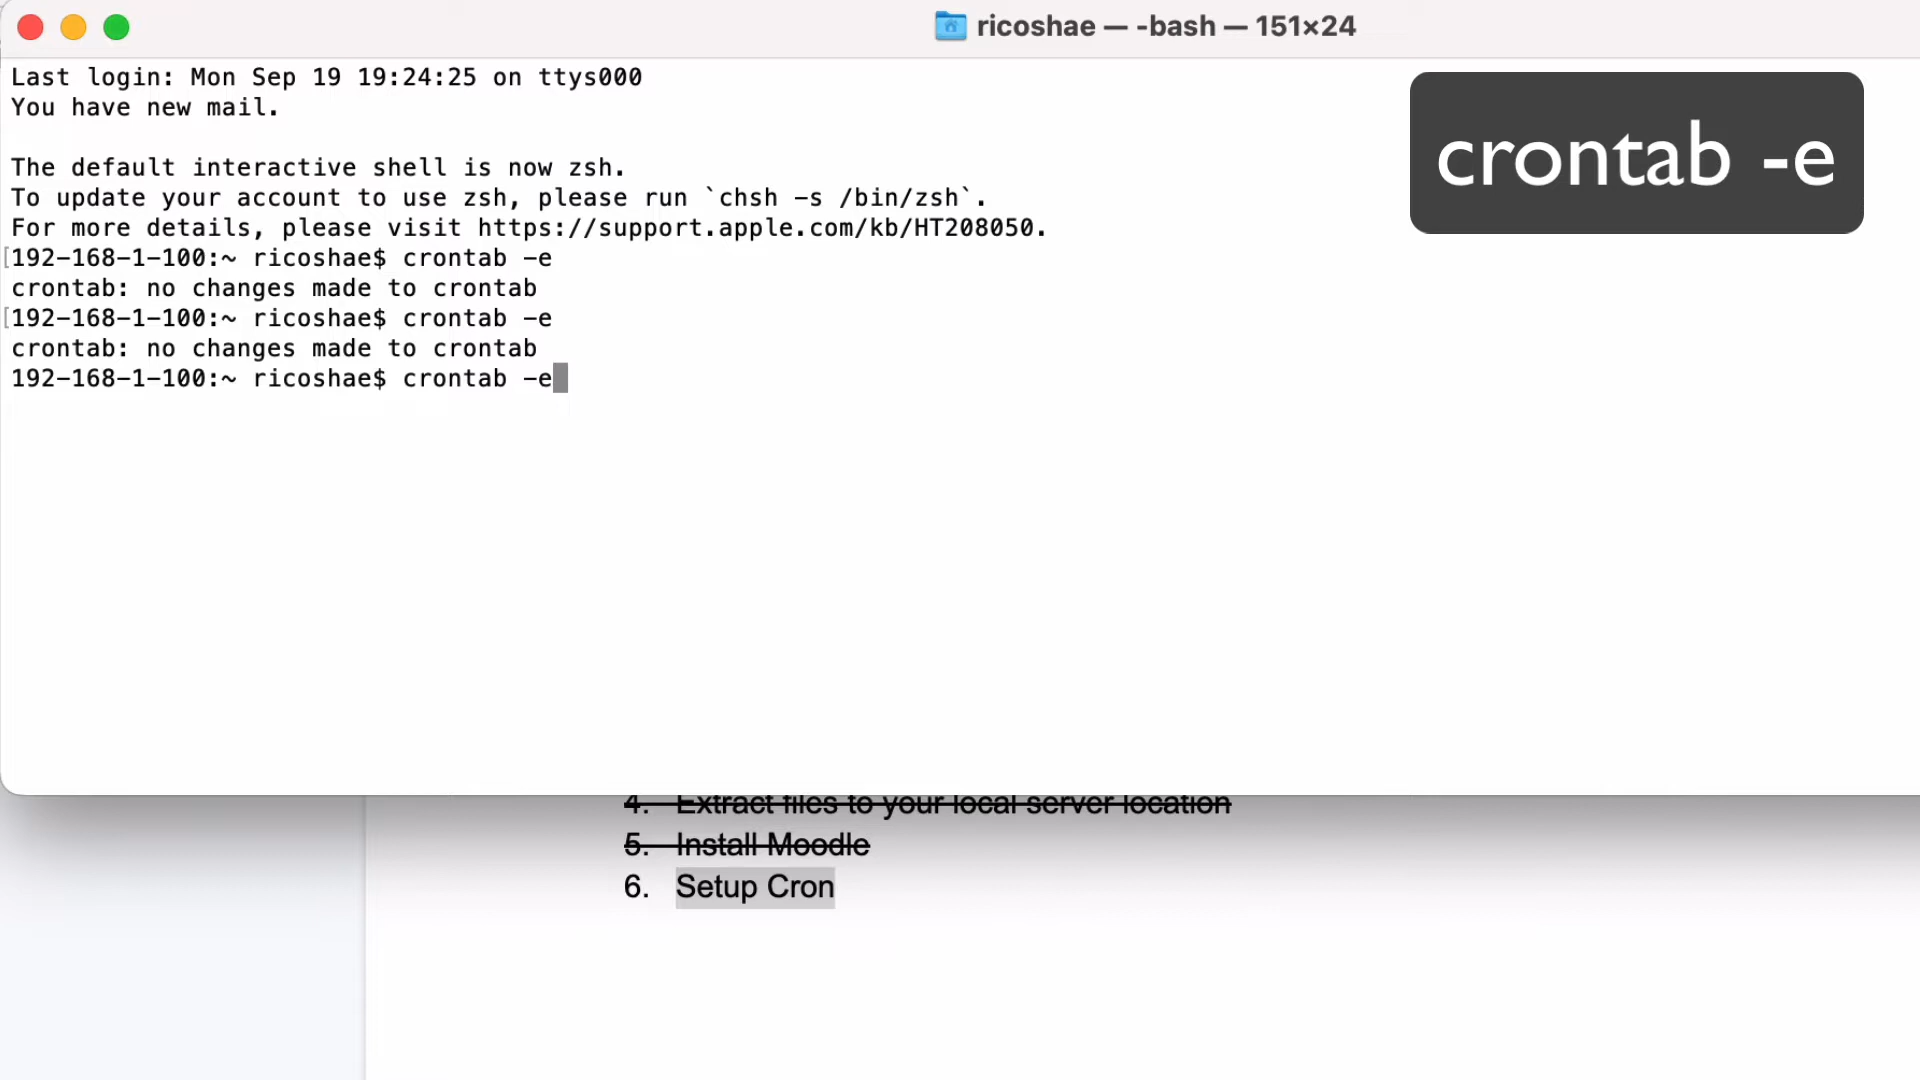 ricoshae — -bash — 151×24
Last login: Mon Sep 19 19:24:25 on ttys000
You have new mail.
The default interactive shell is now zsh.
To update your account to use zsh, please run `chsh -s /bin/zsh`.
For more details, please visit https://support.apple.com/kb/HT208050.
[192-168-1-100:~ ricoshae$ crontab -e
crontab: no changes made to crontab
[192-168-1-100:~ ricoshae$ crontab -e
crontab: no changes made to crontab
192-168-1-100:~ ricoshae$ crontab -e
crontab -e
4. Extract files to your local server location
5. Install Moodle
6. Setup Cron